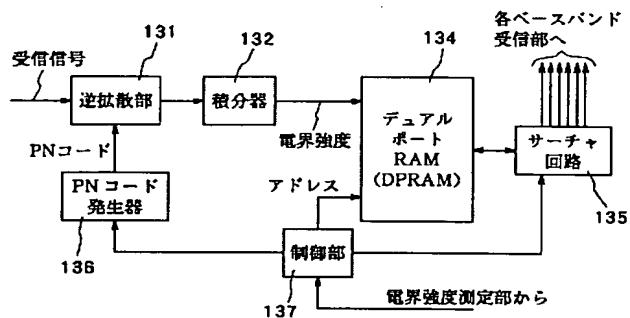 各ベースバンド
受信部へ
131
132
134
受信信号
逆拡散部
積分器
電界強度
デュアル
ポート
RAM
(DPRAM)
サーチャ
回路
135
PNコード
PNコード
発生器
136
アドレス
制御部
137
電界強度測定部から